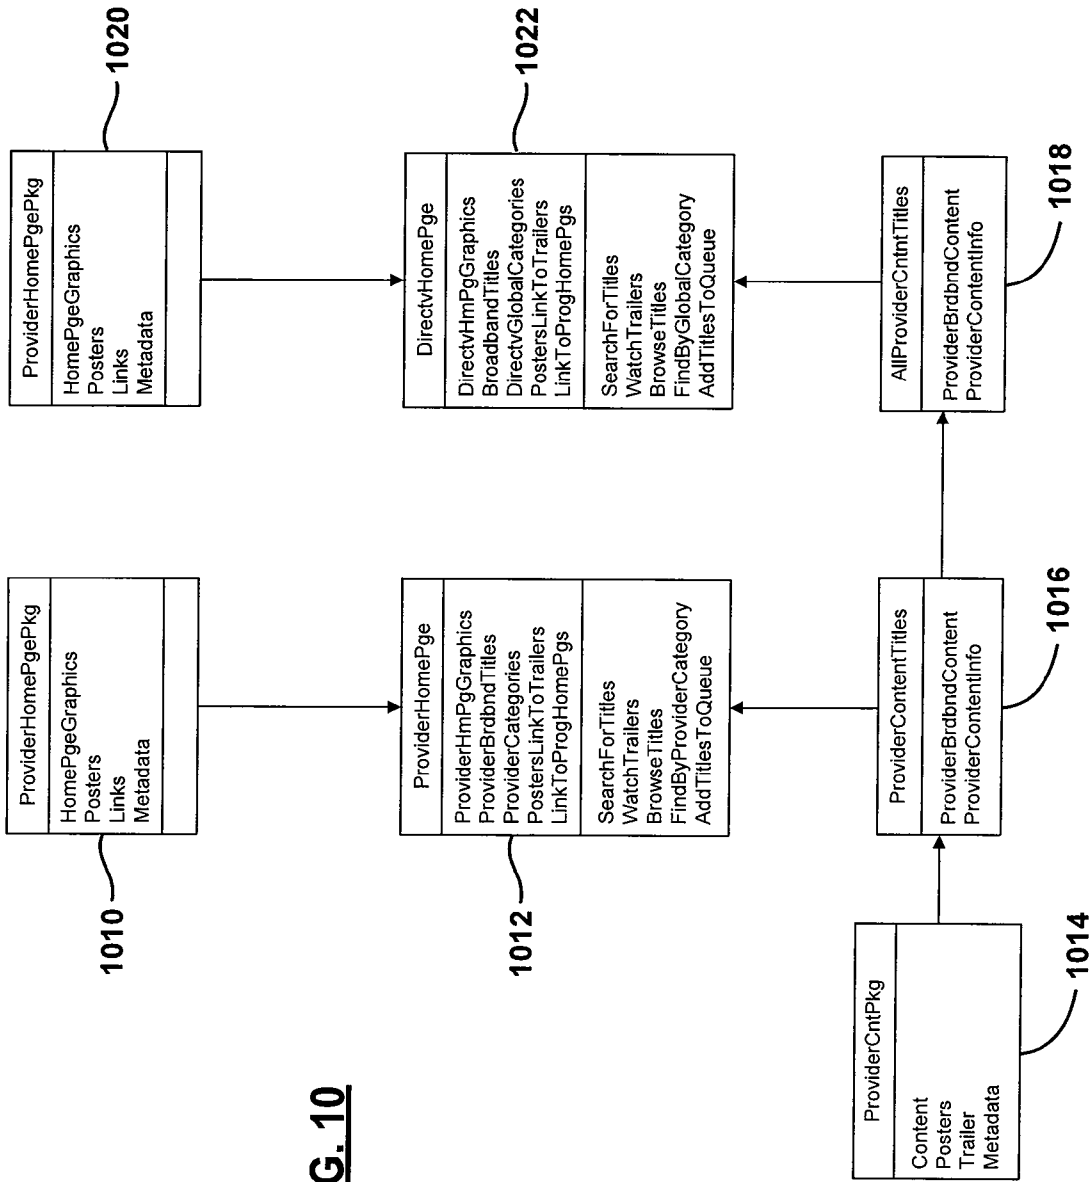 ProviderHomePgePkg
HomePgeGraphics
Posters
Links
Metadata
1010
ProviderHomePgePkg
HomePgeGraphics
Posters
Links
Metadata
1020
G. 10
ProviderHomePge
ProviderHmPgGraphics
ProviderBrdbndTitles
ProviderCategories
PostersLinkToTrailers
LinkToProgHomePgs
SearchForTitles
WatchTrailers
BrowseTitles
FindByProviderCategory
AddTitlesToQueue
1012
DirectvHomePge
DirectvHmPgGraphics
BroadbandTitles
DirectvGlobalCategories
PostersLinkToTrailers
LinkToProgHomePgs
SearchForTitles
WatchTrailers
BrowseTitles
FindByGlobalCategory
AddTitlesToQueue
1022
ProviderCntPkg
Content
Posters
Trailer
Metadata
1014
ProviderContentTitles
ProviderBrdbndContent
ProviderContentInfo
1016
AllProviderCntntTitles
ProviderBrdbndContent
ProviderContentInfo
1018